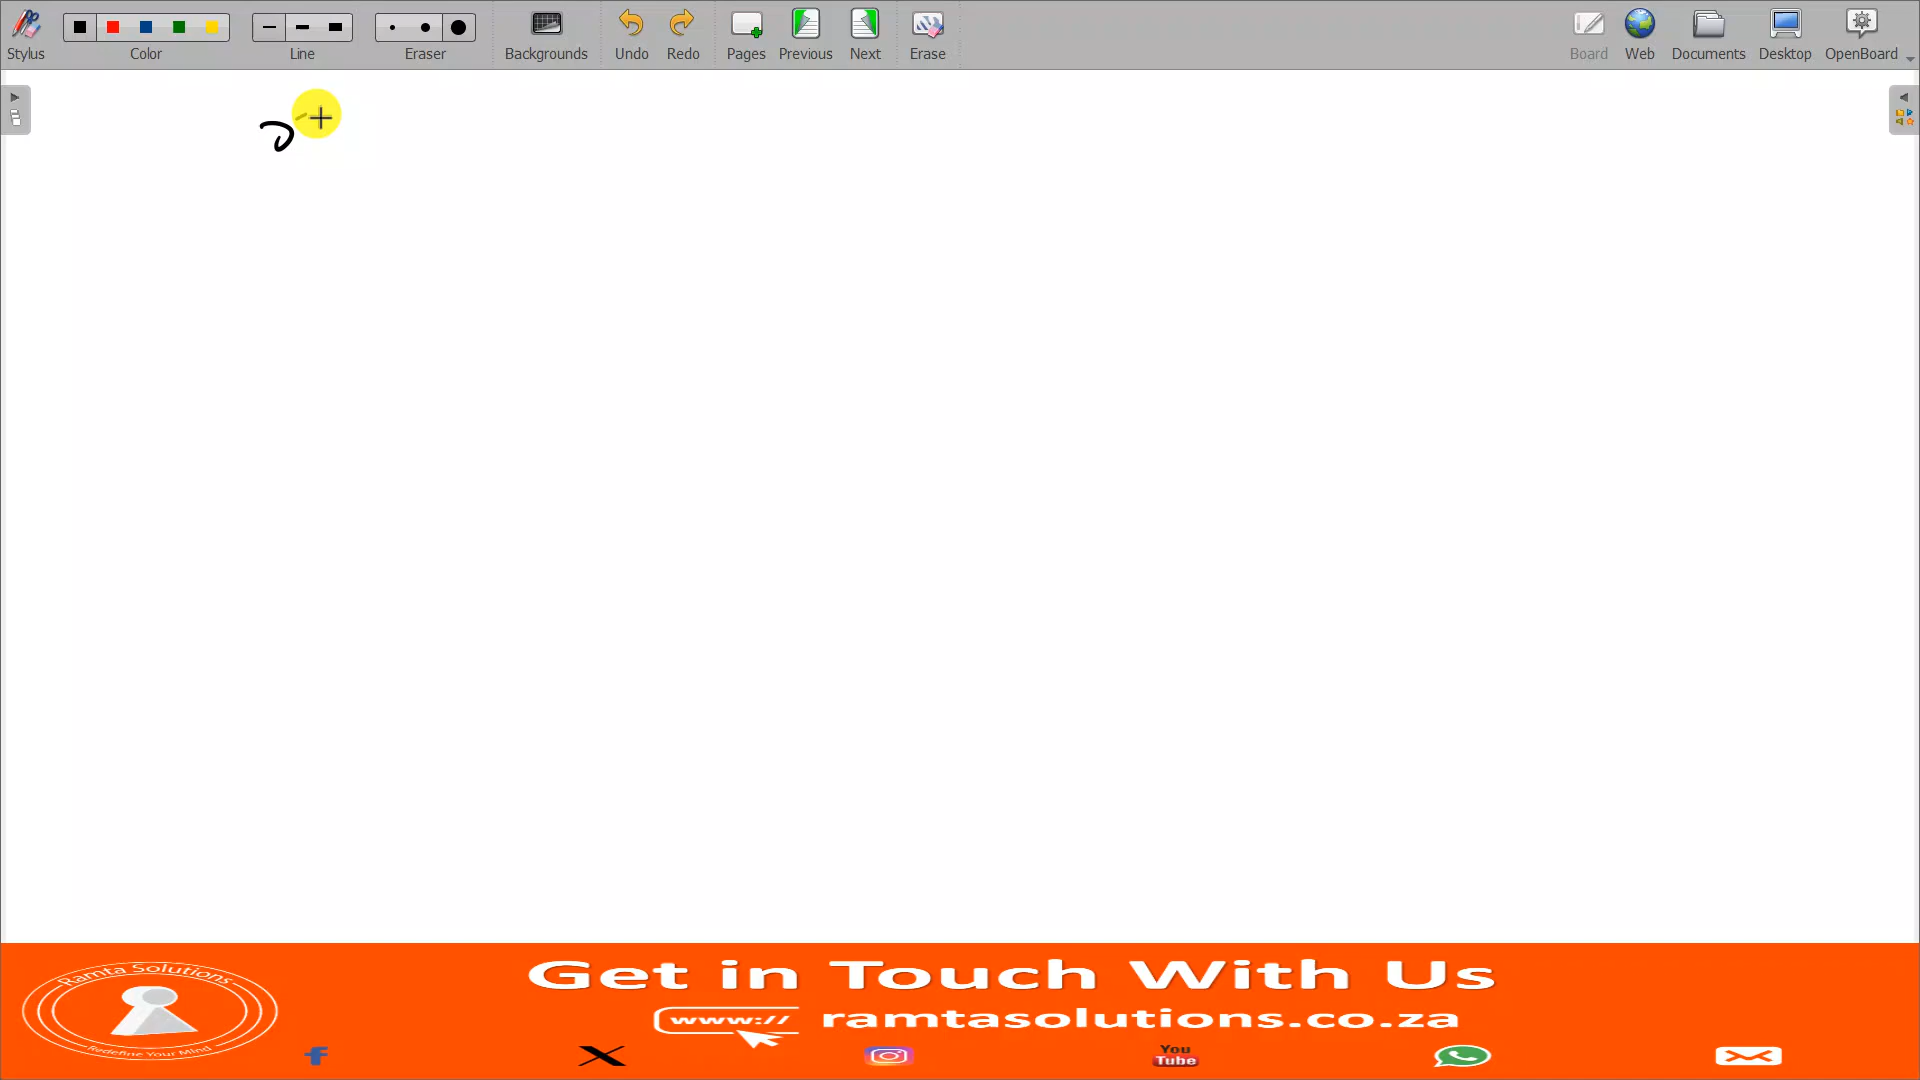 Stylus Color Line Eraser Backgrounds Undo Redo Pages Previous Next Erase Board Web Documents Desktop OpenBoard
Get in Touch With Us
www:// ramtasolutions.co.za
Ramta Solutions
Redefine Your Mind
You
Tube